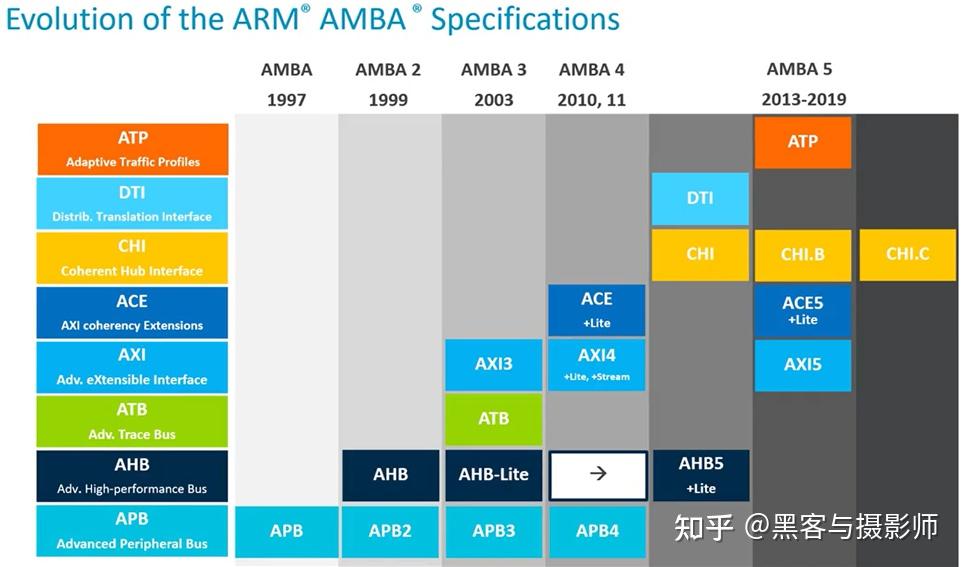 Evolution of the ARM® AMBA® Specifications
AMBA AMBA 2 AMBA 3 AMBA 4 AMBA 5
1997 1999 2003 2010, 11 2013-2019
ATP
Adaptive Traffic Profiles
ATP
DTI
Distrib. Translation Interface
DTI
CHI
Coherent Hub Interface
CHI CHI.B CHI.C
ACE
AXI coherency Extensions
ACE
+Lite
ACE5
+Lite
AXI
Adv. eXtensible Interface
AXI3
AXI4
+Lite, +Stream
AXI5
ATB
Adv. Trace Bus
ATB
AHB
Adv. High-performance Bus
AHB AHB-Lite →
AHB5
+Lite
APB
Advanced Peripheral Bus
APB APB2 APB3 APB4
知乎 @黑客与摄影师